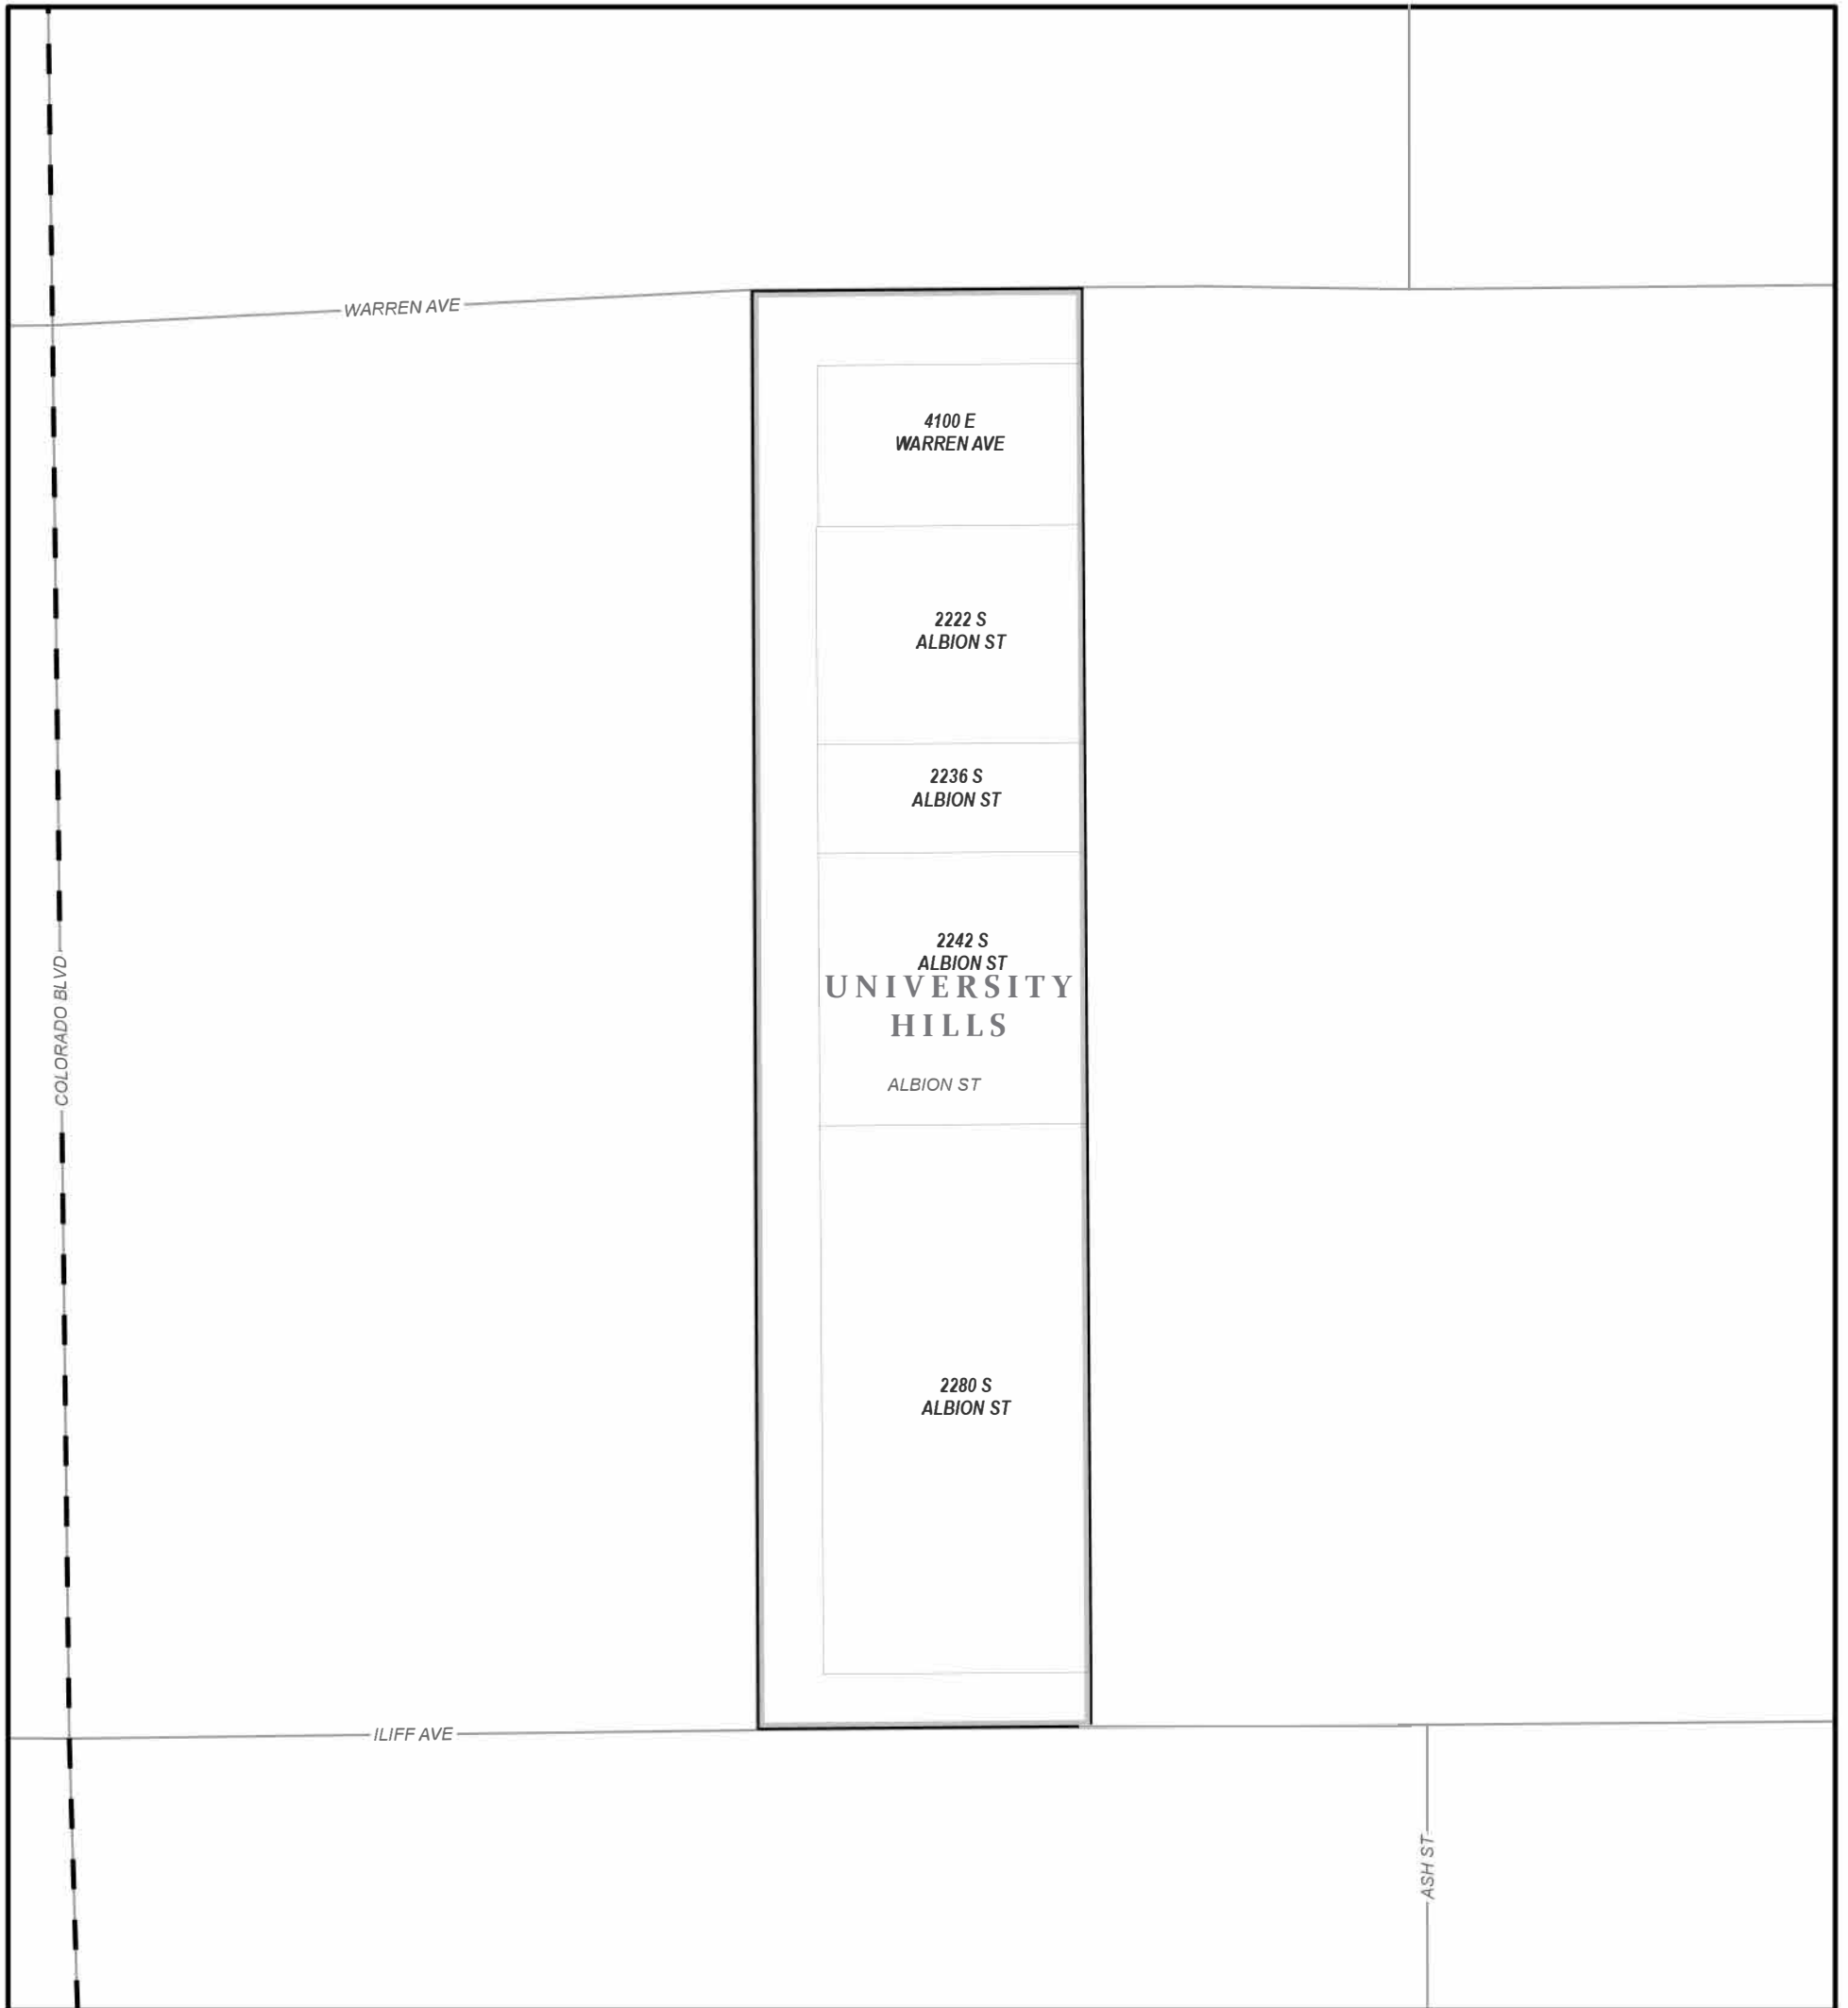 WARREN AVE
4100 E
WARREN AVE
2222 S
ALBION ST
2236 S
ALBION ST
2242 S
ALBION ST
UNIVERSITY
HILLS
COLORADO BLVD
ALBION ST
2280 S
ALBION ST
ILIFF AVE
ASH ST